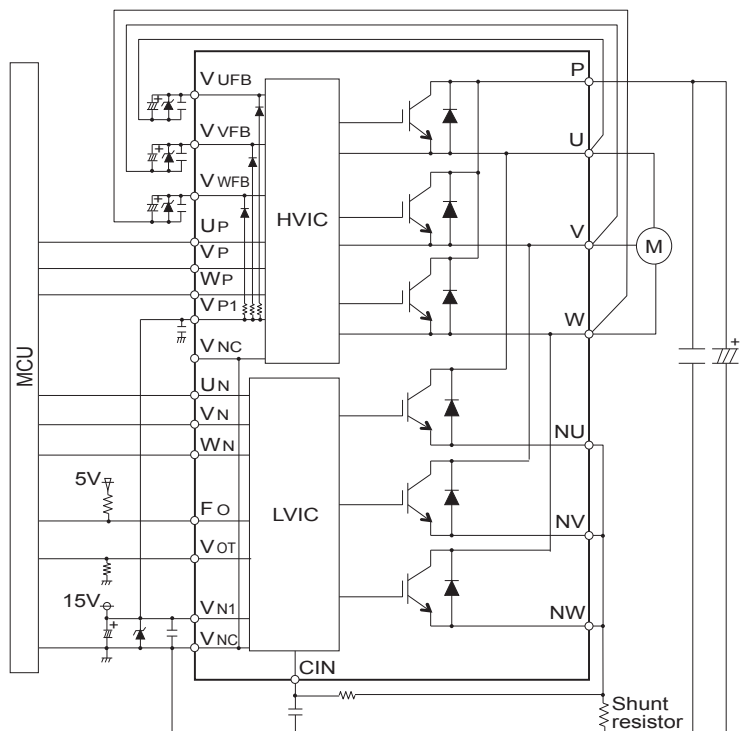 VUFB
P
U
VVFB
VWFB
HVIC
UP
V
M
VP
WP
VP1
W
+
MCU
VNC
UN
VN
NU
WN
5V
FO
LVIC
NV
VOT
15V
VN1
NW
+
VNC
CIN
Shunt
resistor
+
+
+